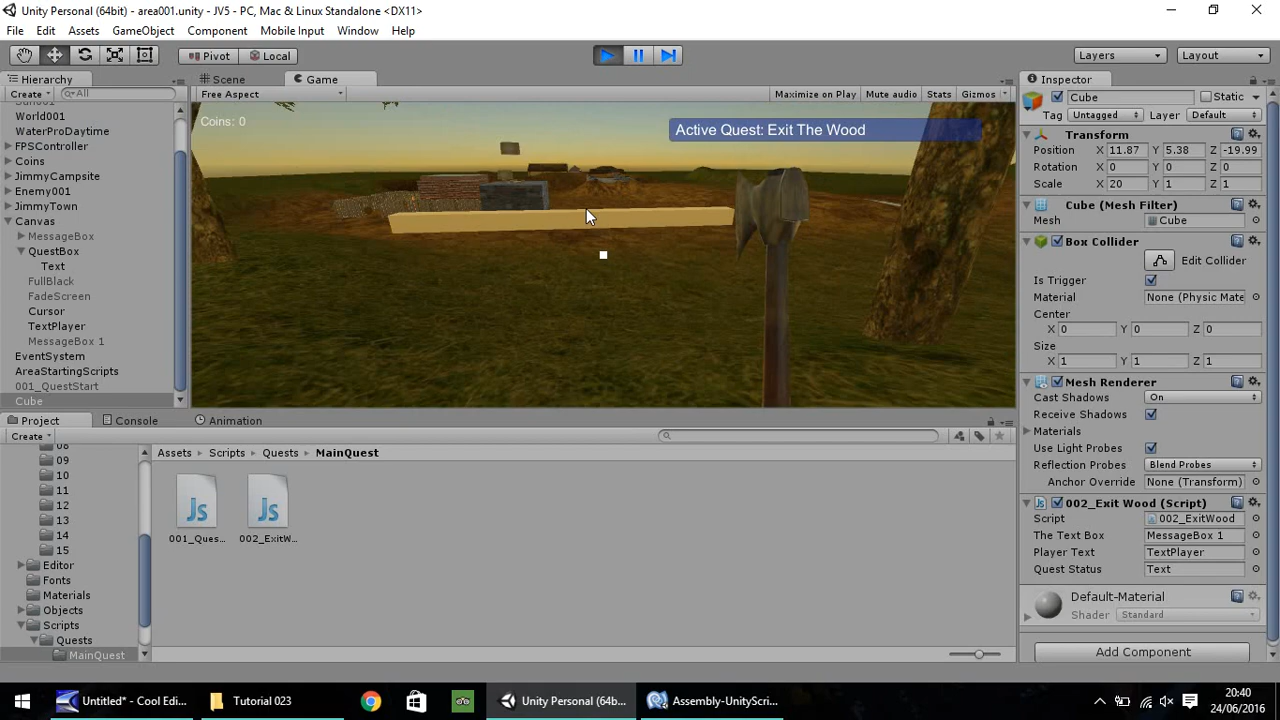 Unity Personal (64bit) - area001.unity - JV5 - PC, Mac & Linux Standalone <DX11>
File Edit Assets GameObject Component Mobile Input Window Help
Pivot Local Layers Layout
Hierarchy Scene Game Inspector
Create All Free Aspect Maximize on Play Mute audio Stats Gizmos
World001
WaterProDaytime
FPSController
Coins
JimmyCampsite
Enemy001
JimmyTown
Canvas
MessageBox
QuestBox
Text
FullBlack
FadeScreen
Cursor
TextPlayer
MessageBox 1
EventSystem
AreaStartingScripts
001_QuestStart
Cube
Coins: 0
Active Quest: Exit The Wood
Cube Static
Tag Untagged Layer Default
Transform
Position X 11.87 Y 5.38 Z -19.99
Rotation X 0 Y 0 Z 0
Scale X 20 Y 1 Z 1
Cube (Mesh Filter)
Mesh Cube
Box Collider
Edit Collider
Is Trigger
Material None (Physic Mate
Center
X 0 Y 0 Z 0
Size
X 1 Y 1 Z 1
Mesh Renderer
Cast Shadows On
Receive Shadows
Materials
Use Light Probes
Reflection Probes Blend Probes
Anchor Override None (Transform)
002_Exit Wood (Script)
Script 002_ExitWood
The Text Box MessageBox 1
Player Text TextPlayer
Quest Status Text
Default-Material
Shader Standard
Add Component
Project Console Animation
Create
09
10
11
12
13
14
15
Editor
Fonts
Materials
Objects
Scripts
Quests
MainQuest
Assets Scripts Quests MainQuest
Js Js
001_Ques... 002_ExitW...
Untitled* - Cool Edi... Tutorial 023 Unity Personal (64b... Assembly-UnityScri...
20:40
24/06/2016